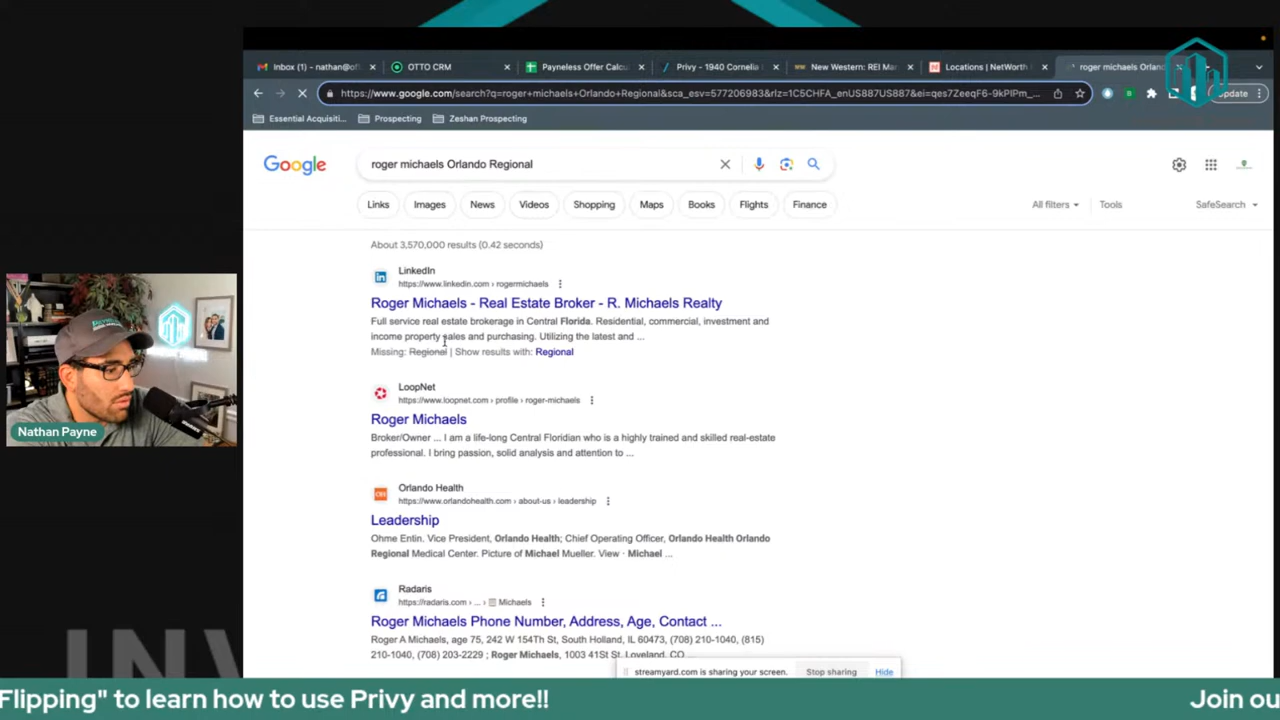 Inbox (1) - nathan@of
OTTO CRM
Payneless Offer Calcu
Privy - 1940 Cornelia
New Western: REI Mar
Locations | NetWorth
roger michaels Orland
https://www.google.com/search?q=roger+michaels+Orlando+Regional&sca_esv=577206983&rlz=1C5CHFA_enUS887US887&ei=qes7ZeeqF6-9kPIPm_...
Update
Essential Acquisiti...
Prospecting
Zeshan Prospecting
Google
roger michaels Orlando Regional
Links
Images
News
Videos
Shopping
Maps
Books
Flights
Finance
All filters
Tools
SafeSearch
About 3,570,000 results (0.42 seconds)
LinkedIn
https://www.linkedin.com › rogermichaels
Roger Michaels - Real Estate Broker - R. Michaels Realty
Full service real estate brokerage in Central Florida. Residential, commercial, investment and
income property sales and purchasing. Utilizing the latest and ...
Missing: Regional | Show results with: Regional
LoopNet
https://www.loopnet.com › profile › roger-michaels
Roger Michaels
Broker/Owner ... I am a life-long Central Floridian who is a highly trained and skilled real-estate
professional. I bring passion, solid analysis and attention to ...
Orlando Health
https://www.orlandohealth.com › about-us › leadership
Leadership
Ohme Entin. Vice President, Orlando Health; Chief Operating Officer, Orlando Health Orlando
Regional Medical Center. Picture of Michael Mueller. View · Michael ...
Radaris
https://radaris.com › ... › Michaels
Roger Michaels Phone Number, Address, Age, Contact ...
Roger A Michaels, age 75, 242 W 154Th St, South Holland, IL 60473, (708) 210-1040, (815)
210-1040, (708) 203-2229 ; Roger Michaels, 1003 41St St, Loveland, CO
streamyard.com is sharing your screen.
Stop sharing
Hide
Nathan Payne
INV
Flipping" to learn how to use Privy and more!!
Join ou